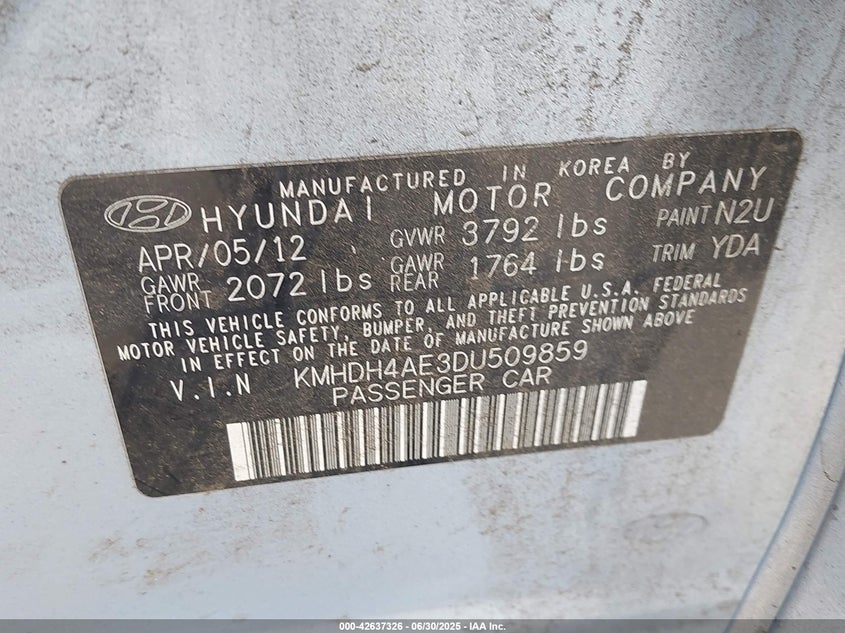 MANUFACTURED IN KOREA BY
HYUNDAI MOTOR COMPANY
APR/05/12 GVWR 3792 lbs PAINT N2U
GAWR FRONT 2072 lbs GAWR REAR 1764 lbs TRIM YDA
THIS VEHICLE CONFORMS TO ALL APPLICABLE U.S.A. FEDERAL
MOTOR VEHICLE SAFETY, BUMPER, AND THEFT PREVENTION STANDARDS
IN EFFECT ON THE DATE OF MANUFACTURE SHOWN ABOVE
V.I.N KMHDH4AE3DU509859
PASSENGER CAR
000-42637326 - 06/30/2025 - IAA Inc.